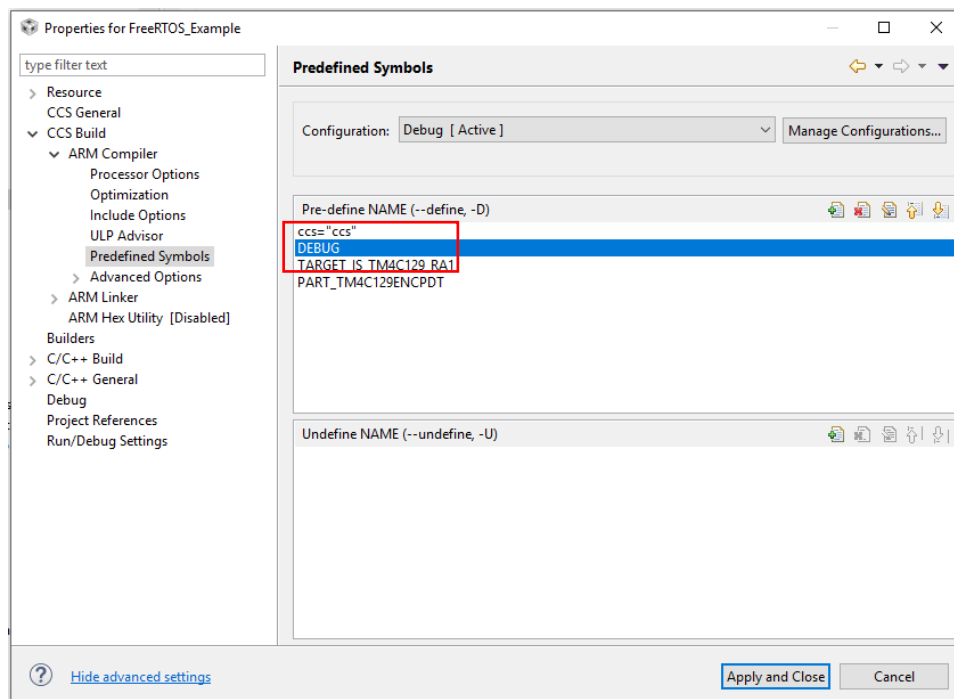 Properties for FreeRTOS_Example
type filter text
Resource
CCS General
CCS Build
ARM Compiler
Processor Options
Optimization
Include Options
ULP Advisor
Predefined Symbols
Advanced Options
ARM Linker
ARM Hex Utility [Disabled]
Builders
C/C++ Build
C/C++ General
Debug
Project References
Run/Debug Settings
Predefined Symbols
Configuration: Debug [ Active ] Manage Configurations...
Pre-define NAME (--define, -D)
ccs="ccs"
DEBUG
TARGET_IS_TM4C129_RA1
PART_TM4C129ENCPDT
Undefine NAME (--undefine, -U)
? Hide advanced settings
Apply and Close Cancel